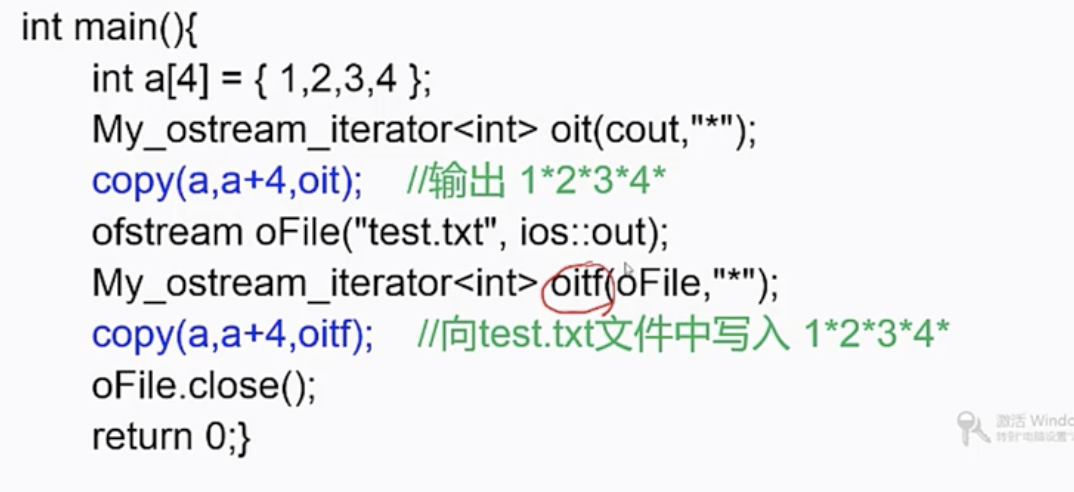 int main(){
int a[4] = { 1,2,3,4 };
My_ostream_iterator<int> oit(cout,"*");
copy(a,a+4,oit); //输出 1*2*3*4*
ofstream oFile("test.txt", ios::out);
My_ostream_iterator<int> oitf(oFile,"*");
copy(a,a+4,oitf); //向test.txt文件中写入 1*2*3*4*
oFile.close();
return 0;}
激活 Windo
转到"电脑设置"